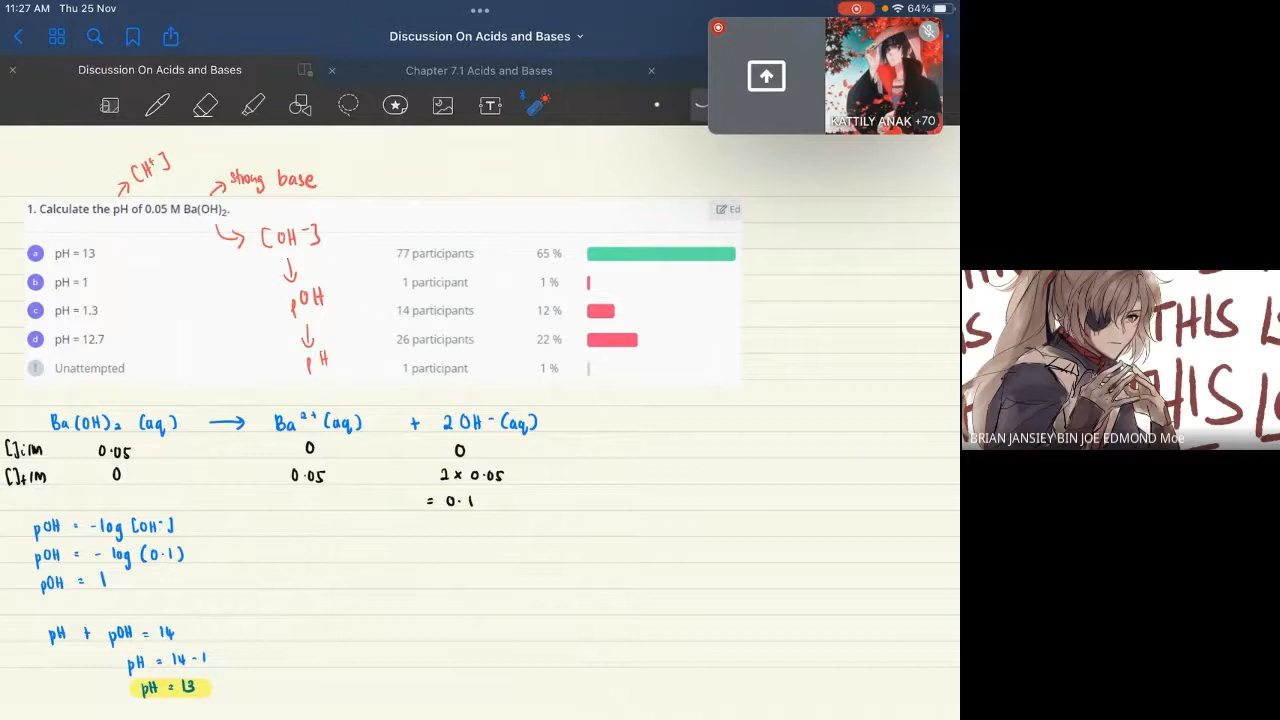 11:27 AM Thu 25 Nov
64%
Discussion On Acids and Bases
Discussion On Acids and Bases
Chapter 7.1 Acids and Bases
KATTILY ANAK +70
[H+]
strong base
1. Calculate the pH of 0.05 M Ba(OH)₂.
Ed
[OH-]
a pH = 13 77 participants 65 %
b pH = 1 1 participant 1 %
pOH
c pH = 1.3 14 participants 12 %
d pH = 12.7 26 participants 22 %
pH
! Unattempted 1 participant 1 %
Ba(OH)₂ (aq) → Ba²⁺(aq) + 2OH-(aq)
[]i/M 0.05 0 0
[]f/M 0 0.05 2 × 0.05
= 0.1
pOH = -log [OH-]
pOH = - log (0.1)
pOH = 1
pH + pOH = 14
pH = 14-1
pH = 13
THIS IS
THIS IS
BRIAN JANSIEY BIN JOE EDMOND Moe